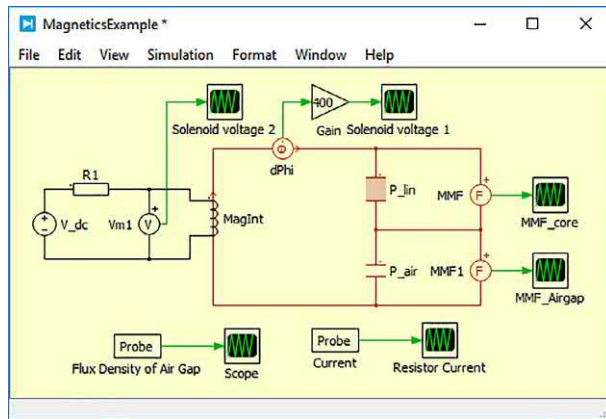 MagneticsExample *
File Edit View Simulation Format Window Help
400
Solenoid voltage 2
Gain
Solenoid voltage 1
Φ
dPhi
R1
V_dc
Vm1
V
MagInt
P_lin
MMF
F
MMF_core
P_air
MMF1
F
MMF_Airgap
Probe
Flux Density of Air Gap
Scope
Probe
Current
Resistor Current